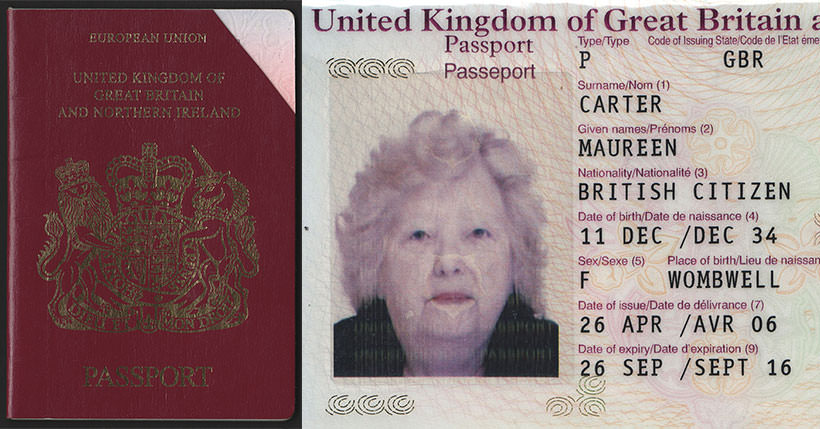 EUROPEAN UNION
UNITED KINGDOM OF
GREAT BRITAIN
AND NORTHERN IRELAND
PASSPORT
United Kingdom of Great Britain a
Passport
Passeport
Type/Type Code of Issuing State/Code de l'Etat éme
P GBR
Surname/Nom (1)
CARTER
Given names/Prénoms (2)
MAUREEN
Nationality/Nationalité (3)
BRITISH CITIZEN
Date of birth/Date de naissance (4)
11 DEC /DEC 34
Sex/Sexe (5) Place of birth/Lieu de naissan
F WOMBWELL
Date of issue/Date de délivrance (7)
26 APR /AVR 06
Date of expiry/Date d'expiration (9)
26 SEP /SEPT 16